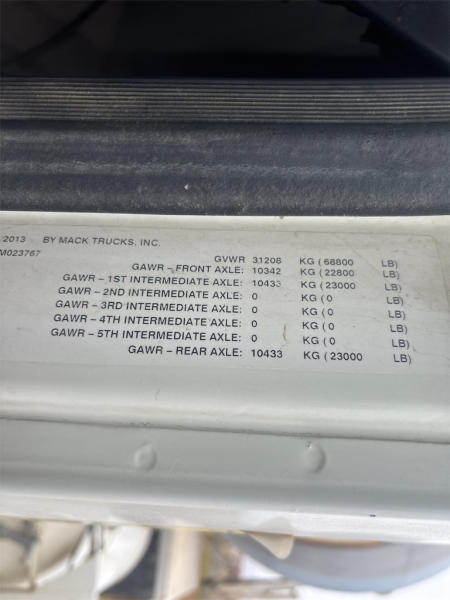 2013 BY MACK TRUCKS, INC.
M023767
GVWR 31208 KG ( 68800 LB)
GAWR – FRONT AXLE: 10342 KG ( 22800 LB)
GAWR – 1ST INTERMEDIATE AXLE: 10433 KG ( 23000 LB)
GAWR – 2ND INTERMEDIATE AXLE: 0 KG ( 0 LB)
GAWR – 3RD INTERMEDIATE AXLE: 0 KG ( 0 LB)
GAWR – 4TH INTERMEDIATE AXLE: 0 KG ( 0 LB)
GAWR – 5TH INTERMEDIATE AXLE: 0 KG ( 0 LB)
GAWR – REAR AXLE: 10433 KG ( 23000 LB)